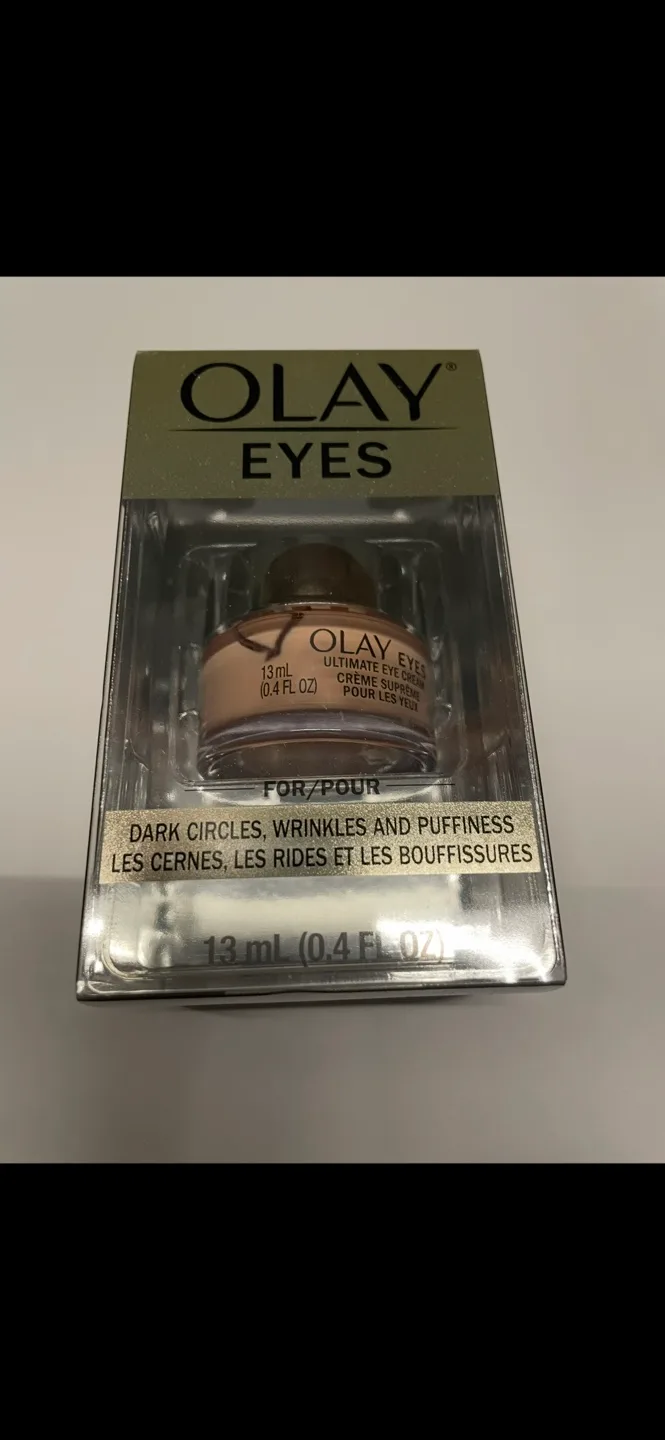 OLAY®
EYES
OLAY EYES
ULTIMATE EYE CREAM
CRÈME SUPRÊME
POUR LES YEUX
13 mL
(0.4 FL OZ)
FOR/POUR
DARK CIRCLES, WRINKLES AND PUFFINESS
LES CERNES, LES RIDES ET LES BOUFFISSURES
13 mL (0.4 FL OZ)